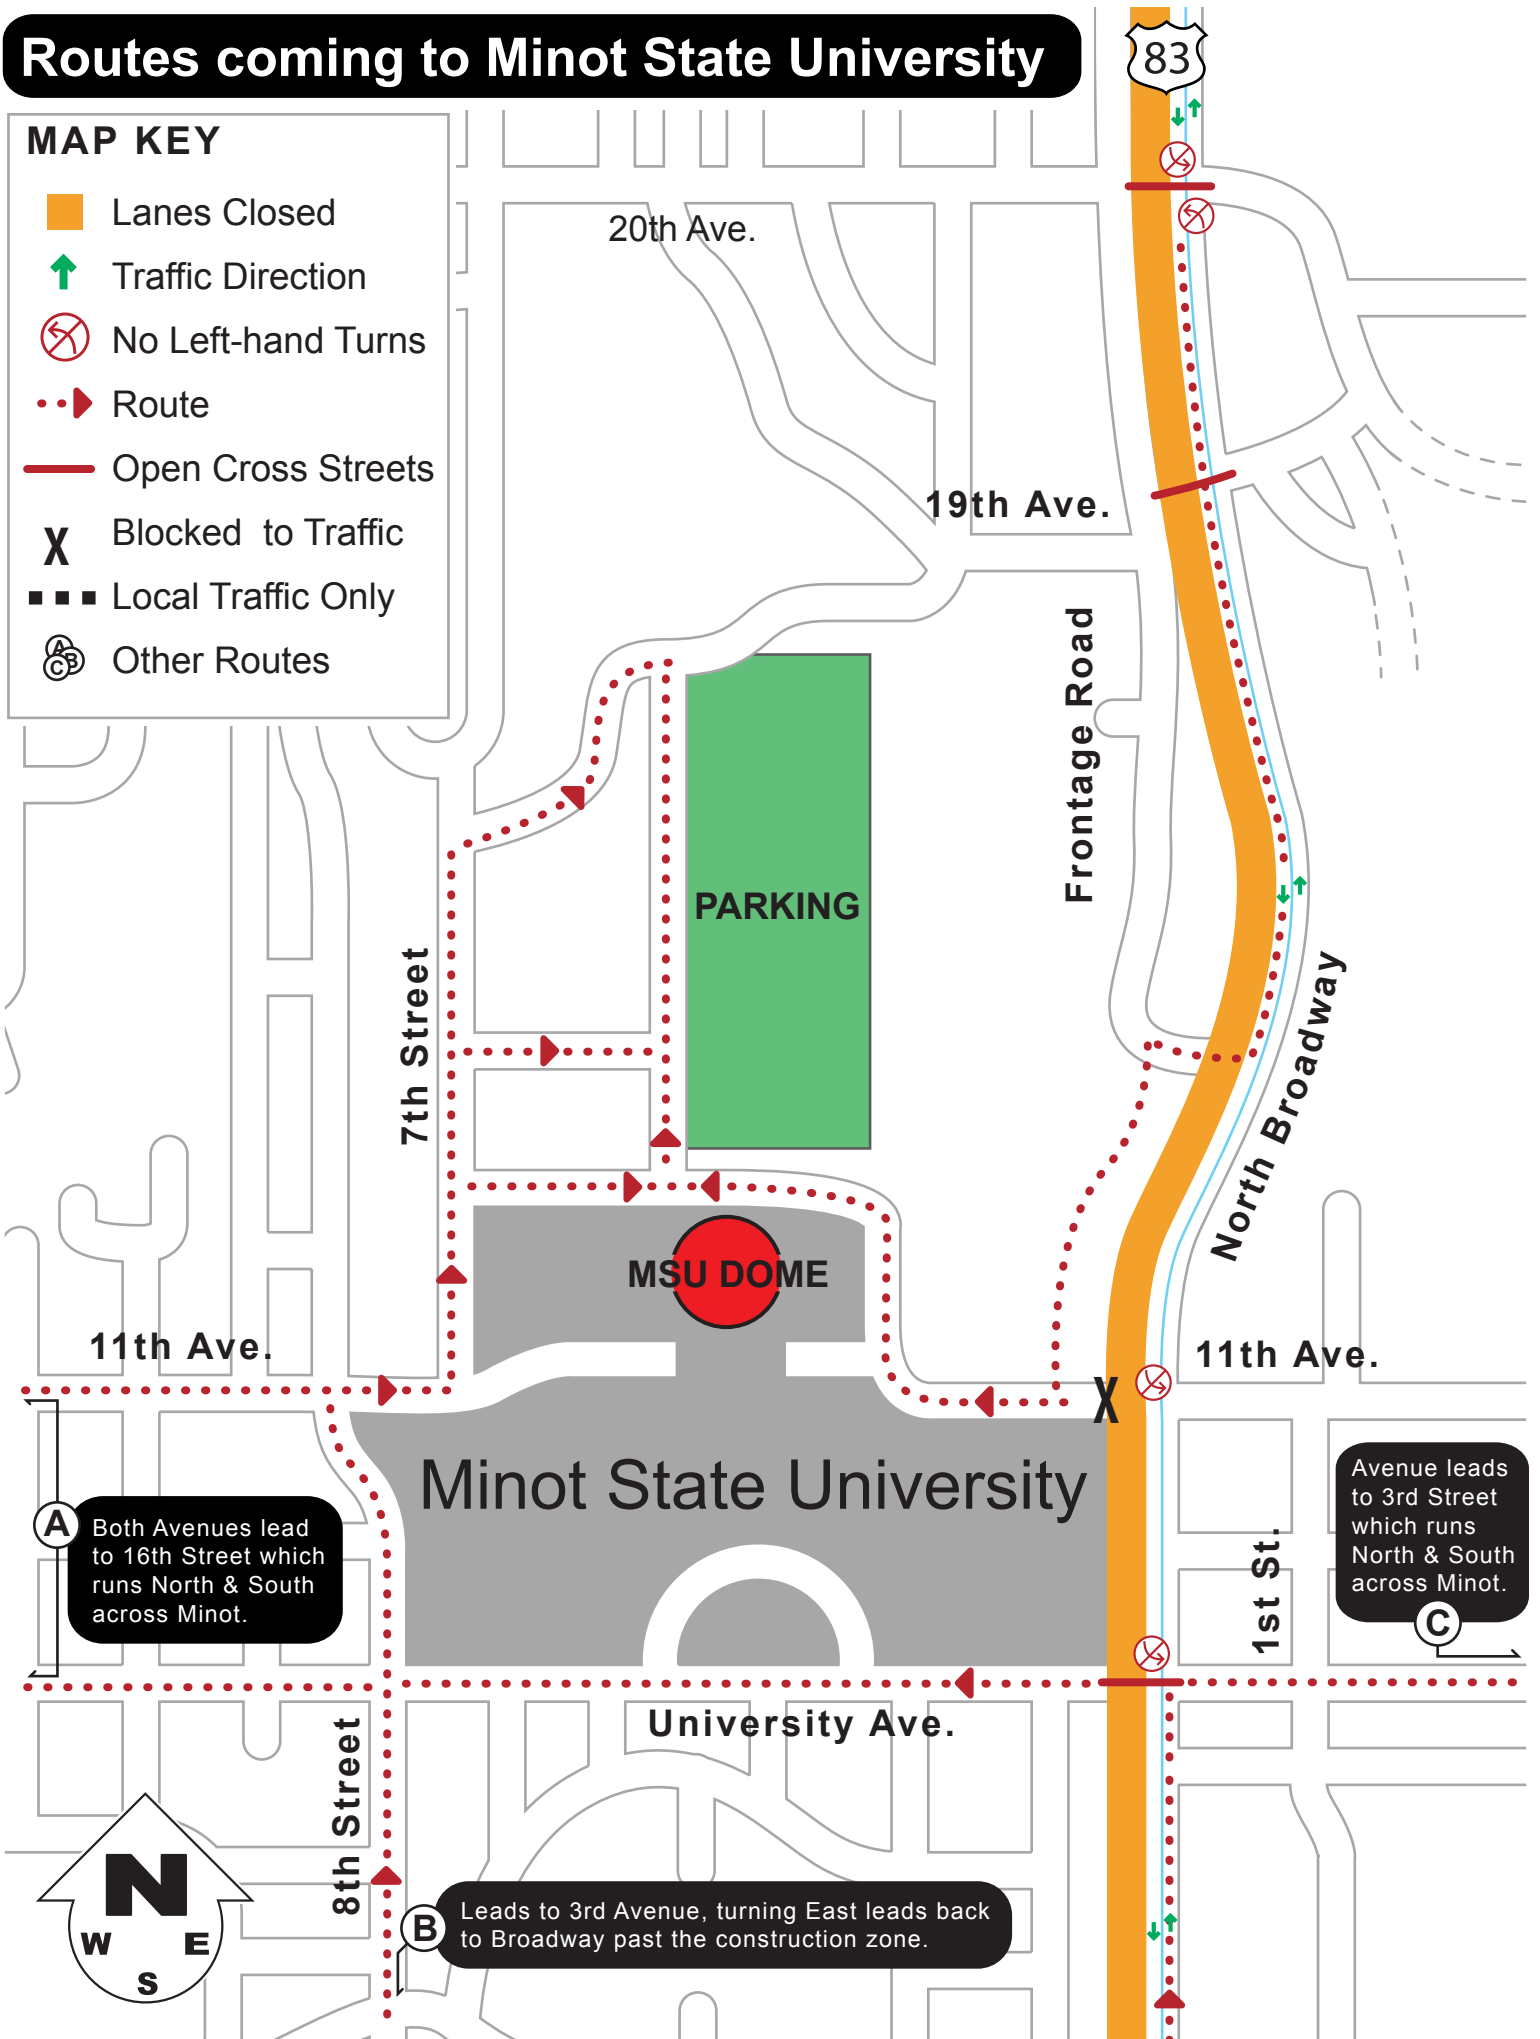 Routes coming to Minot State University
83
MAP KEY
Lanes Closed
Traffic Direction
No Left-hand Turns
Route
Open Cross Streets
X Blocked to Traffic
Local Traffic Only
A
B
C
Other Routes
20th Ave.
19th Ave.
Frontage Road
PARKING
7th Street
North Broadway
MSU DOME
11th Ave.
11th Ave.
X
Minot State University
A
Both Avenues lead
to 16th Street which
runs North & South
across Minot.
Avenue leads
to 3rd Street
which runs
North & South
across Minot.
C
1st St.
University Ave.
8th Street
N
W E
S
B
Leads to 3rd Avenue, turning East leads back
to Broadway past the construction zone.